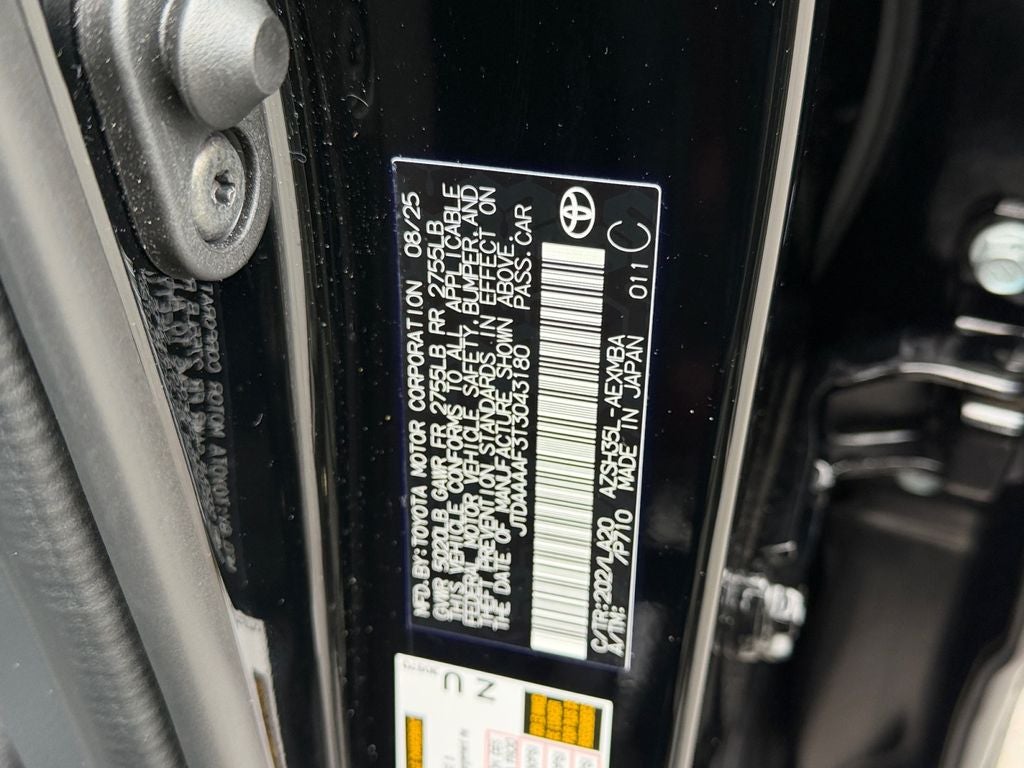 MFD.BY:TOYOTA MOTOR CORPORATION 08/25
GVWR 5020LB GAWR FR 2755LB RR 2755LB
THIS VEHICLE CONFORMS TO ALL APPLICABLE
FEDERAL MOTOR VEHICLE SAFETY, BUMPER, AND
THEFT PREVENTION STANDARDS IN EFFECT ON
THE DATE OF MANUFACTURE SHOWN ABOVE.
JTDAAAAF3T3043180 PASS. CAR
C/TR:202/LA20 AZSH35L-AEXMBA
A/TM: /P710 MADE IN JAPAN 011 C
N U